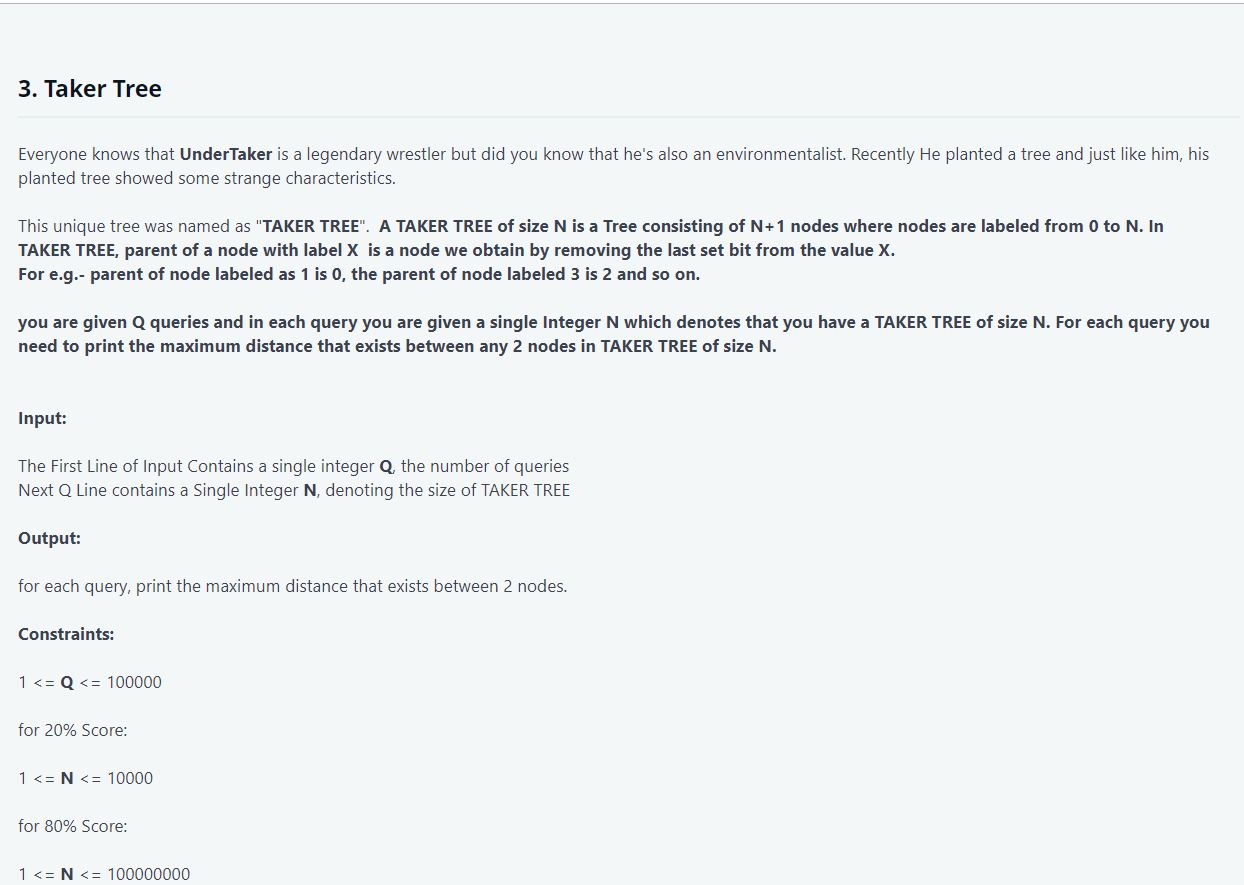 3. Taker Tree
Everyone knows that UnderTaker is a legendary wrestler but did you know that he's also an environmentalist. Recently He planted a tree and just like him, his
planted tree showed some strange characteristics.
This unique tree was named as "TAKER TREE". A TAKER TREE of size N is a Tree consisting of N+1 nodes where nodes are labeled from 0 to N. In
TAKER TREE, parent of a node with label X is a node we obtain by removing the last set bit from the value X.
For e.g.- parent of node labeled as 1 is 0, the parent of node labeled 3 is 2 and so on.
you are given Q queries and in each query you are given a single Integer N which denotes that you have a TAKER TREE of size N. For each query you
need to print the maximum distance that exists between any 2 nodes in TAKER TREE of size N.
Input:
The First Line of Input Contains a single integer Q, the number of queries
Next Q Line contains a Single Integer N, denoting the size of TAKER TREE
Output:
for each query, print the maximum distance that exists between 2 nodes.
Constraints:
1 <= Q <= 100000
for 20% Score:
1 <= N <= 10000
for 80% Score:
1 <= N <= 100000000